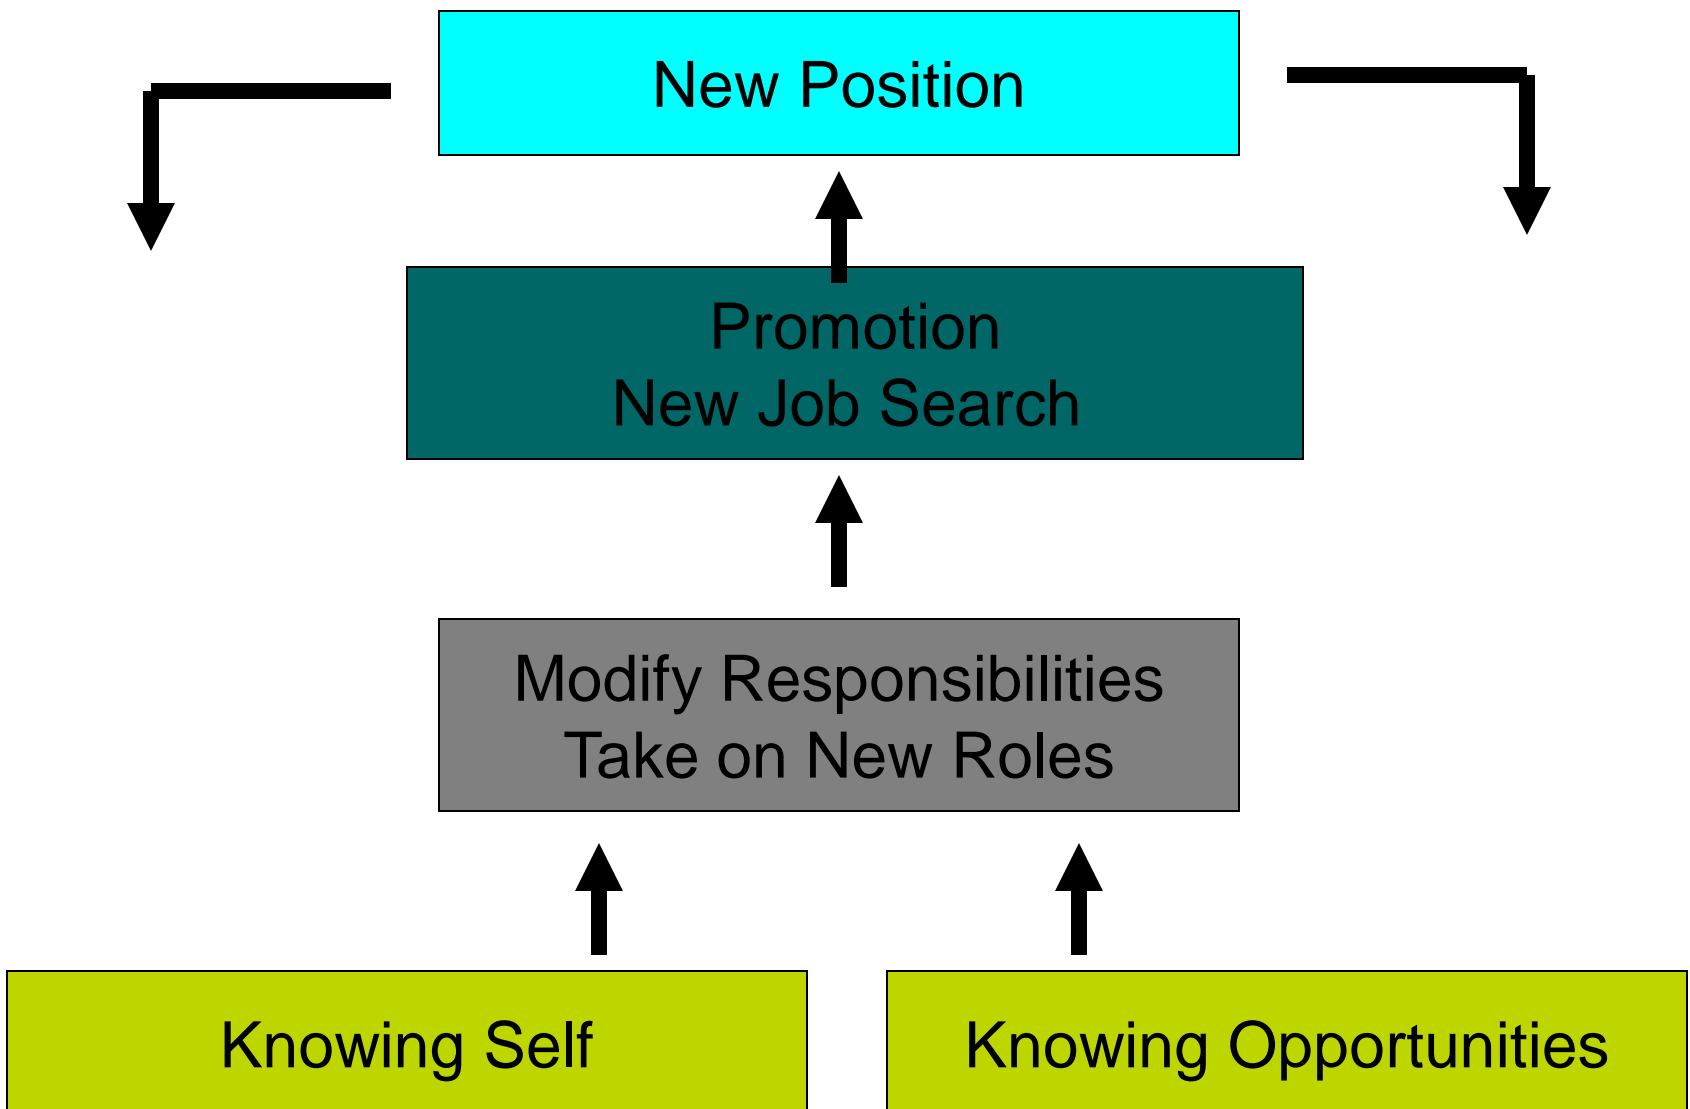 New Position
Promotion
New Job Search
Modify Responsibilities
Take on New Roles
Knowing Self
Knowing Opportunities